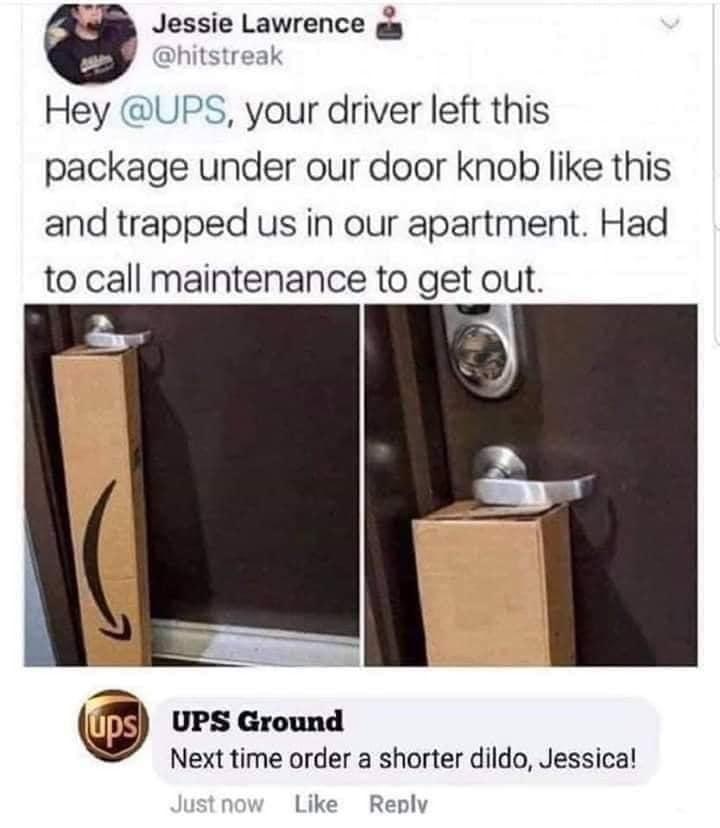 Jessie Lawrence 🕹️
@hitstreak
Hey @UPS, your driver left this
package under our door knob like this
and trapped us in our apartment. Had
to call maintenance to get out.
ups
UPS Ground
Next time order a shorter dildo, Jessica!
Just now Like Reply